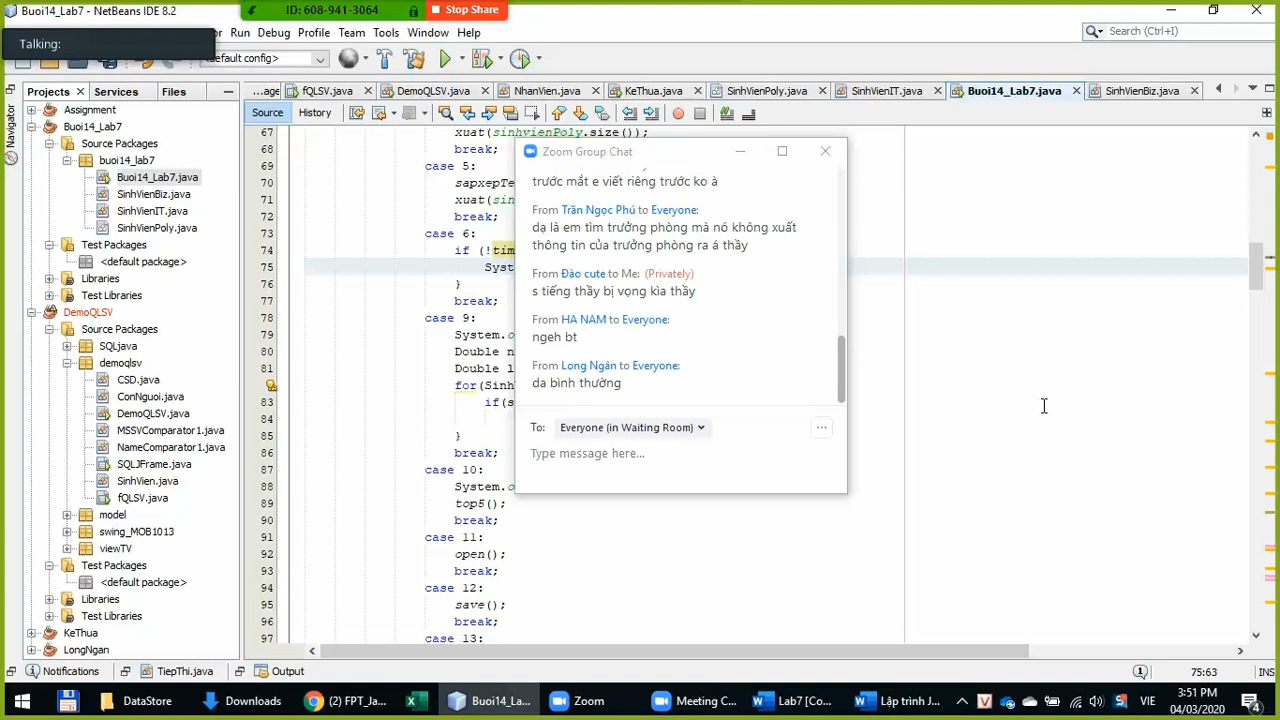 Buoi14_Lab7 - NetBeans IDE 8.2
ID: 608-941-3064
Stop Share
Talking:
Run Debug Profile Team Tools Window Help
Search (Ctrl+I)
<default config>
Projects Services Files
...age fQLSV.java DemoQLSV.java NhanVien.java KeThua.java SinhVienPoly.java SinhVienIT.java Buoi14_Lab7.java SinhVienBiz.java
Navigator
Source History
Assignment
Buoi14_Lab7
Source Packages
buoi14_lab7
Buoi14_Lab7.java
SinhVienBiz.java
SinhVienIT.java
SinhVienPoly.java
Test Packages
<default package>
Libraries
Test Libraries
DemoQLSV
Source Packages
SQLjava
demoqlsv
CSD.java
ConNguoi.java
DemoQLSV.java
MSSVComparator1.java
NameComparator1.java
SQLJFrame.java
SinhVien.java
fQLSV.java
model
swing_MOB1013
viewTV
Test Packages
<default package>
Libraries
Test Libraries
KeThua
LongNgan
67 xuat(sinhvienPoly.size());
68 break;
69 case 5:
70 sapxepTe
71 xuat(sin
72 break;
73 case 6:
74 if (!tim
75 Syst
76 }
77 break;
78 case 9:
79 System.o
80 Double n
81 Double l
for(Sinh
83 if(s
84
85 }
86 break;
87 case 10:
88 System.o
89 top5();
90 break;
91 case 11:
92 open();
93 break;
94 case 12:
95 save();
96 break;
97 case 13:
Zoom Group Chat
trước mắt e viết riêng trước ko à
From Trần Ngọc Phú to Everyone:
dạ là em tìm trưởng phòng mà nó không xuất
thông tin của trưởng phòng ra á thầy
From Đào cute to Me: (Privately)
s tiếng thầy bị vọng kìa thầy
From HA NAM to Everyone:
ngeh bt
From Long Ngân to Everyone:
da bình thường
To: Everyone (in Waiting Room)
...
Type message here...
Notifications TiepThi.java Output
1
75:63 INS
DataStore Downloads (2) FPT_Ja... Buoi14_La... Zoom Meeting C... Lab7 [Co... Lập trình J...
VIE
3:51 PM
04/03/2020
4